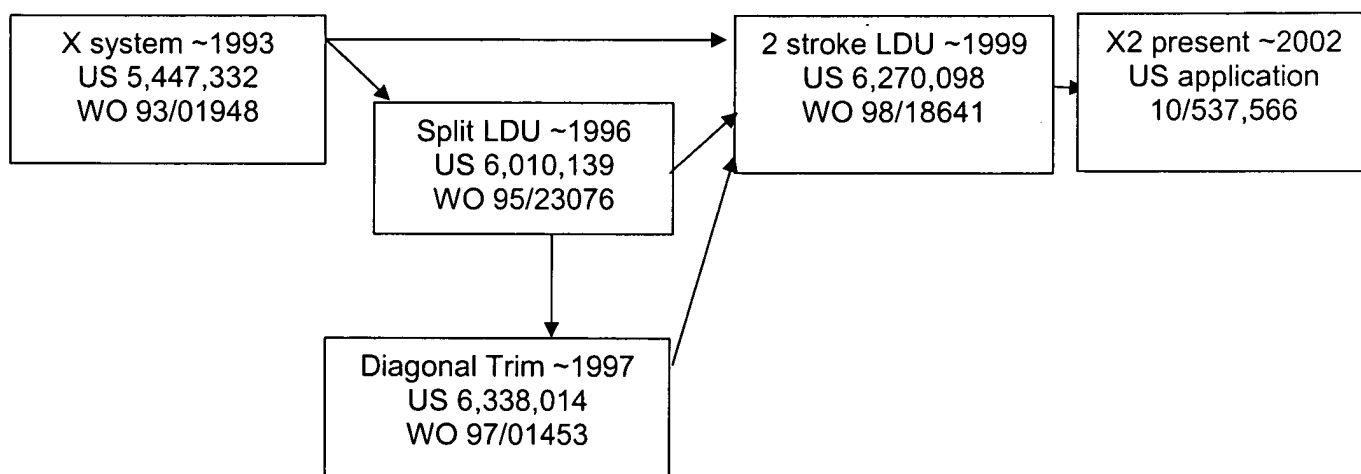 X system ~1993
US 5,447,332
WO 93/01948
Split LDU ~1996
US 6,010,139
WO 95/23076
Diagonal Trim ~1997
US 6,338,014
WO 97/01453
2 stroke LDU ~1999
US 6,270,098
WO 98/18641
X2 present ~2002
US application
10/537,566